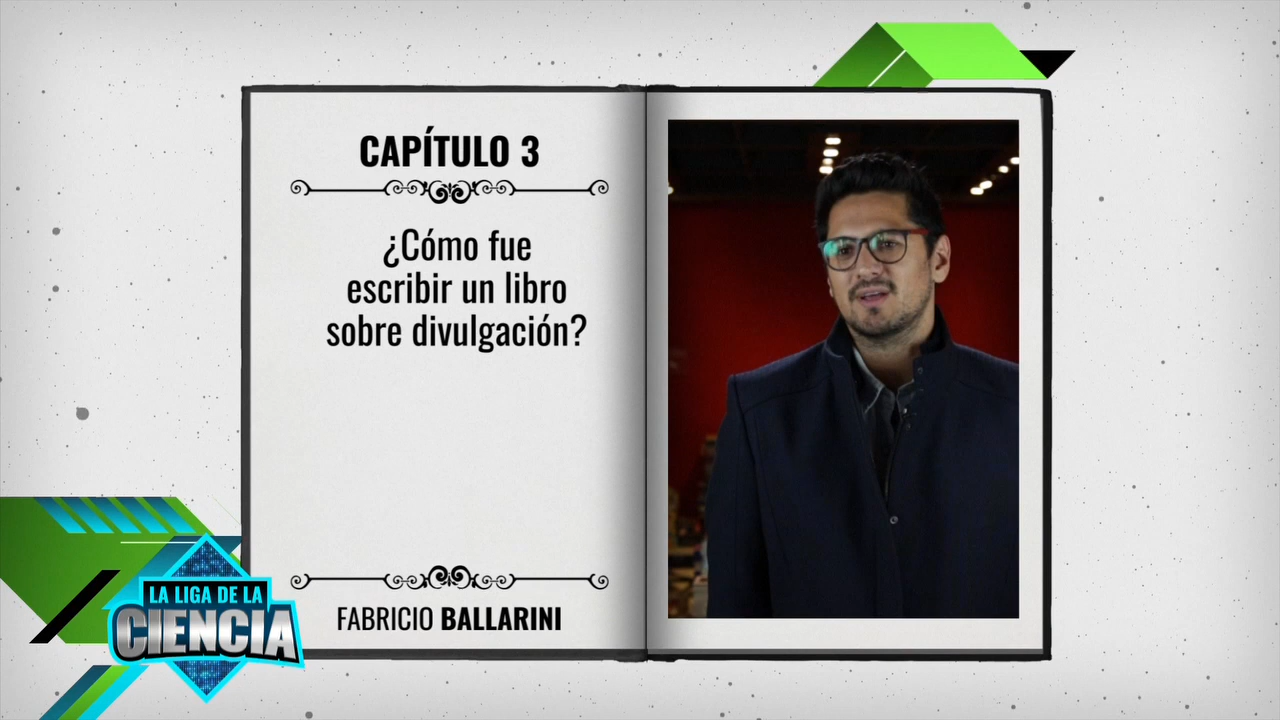 CAPÍTULO 3
¿Cómo fue
escribir un libro
sobre divulgación?
FABRICIO BALLARINI
LA LIGA DE LA
CIENCIA